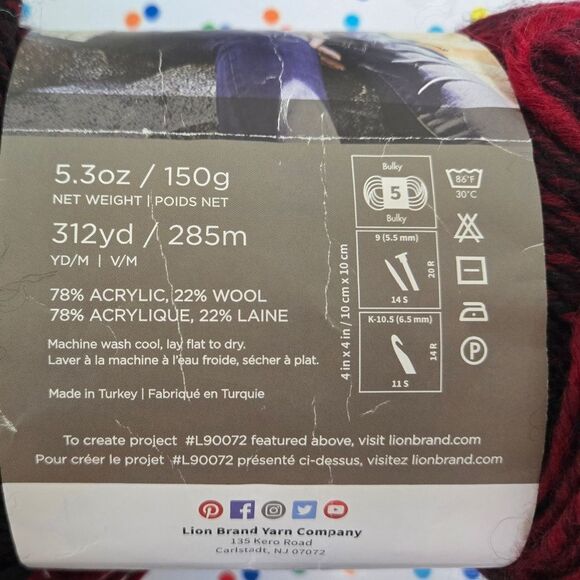 5.3oz / 150g
NET WEIGHT | POIDS NET
312yd / 285m
YD/M | V/M
78% ACRYLIC, 22% WOOL
78% ACRYLIQUE, 22% LAINE
Machine wash cool, lay flat to dry.
Laver à la machine à l'eau froide, sécher à plat.
Made in Turkey | Fabriqué en Turquie
4 in x 4 in / 10 cm x 10 cm
Bulky
5
Bulky
9 (5.5 mm)
20 R
14 S
K-10.5 (6.5 mm)
14 R
11 S
86°F
30°C
P
To create project #L90072 featured above, visit lionbrand.com
Pour créer le projet #L90072 présenté ci-dessus, visitez lionbrand.com
Lion Brand Yarn Company
135 Kero Road
Carlstadt, NJ 07072